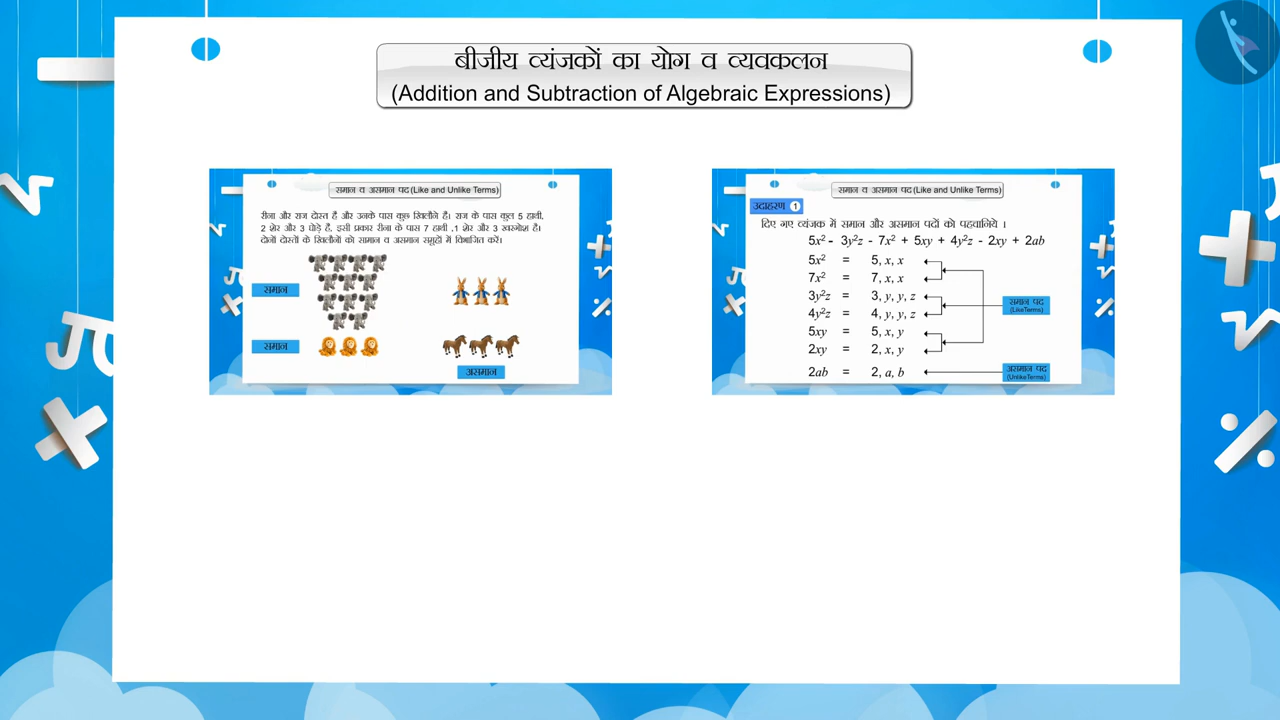 बीजीय व्यंजकों का योग व व्यवकलन
(Addition and Subtraction of Algebraic Expressions)
समान व असमान पद (Like and Unlike Terms)
रीना और राज दोस्त हैं और उनके पास कुछ खिलौने हैं। राज के पास कुल 5 हाथी,
2 शेर और 3 घोड़े हैं, इसी प्रकार रीना के पास 7 हाथी ,1 शेर और 3 खरगोश है।
दोनों दोस्तों के खिलौनों को सामान व असमान समूहों में विभाजित करें।
समान
समान
असमान
समान व असमान पद (Like and Unlike Terms)
उदाहरण 1
दिए गए व्यंजक में समान और असमान पदों को पहचानिये ।
5x² - 3y²z - 7x² + 5xy + 4y²z - 2xy + 2ab
5x² = 5, x, x
7x² = 7, x, x
3y²z = 3, y, y, z
4y²z = 4, y, y, z
5xy = 5, x, y
2xy = 2, x, y
2ab = 2, a, b
समान पद
(Like Terms)
असमान पद
(Unlike Terms)